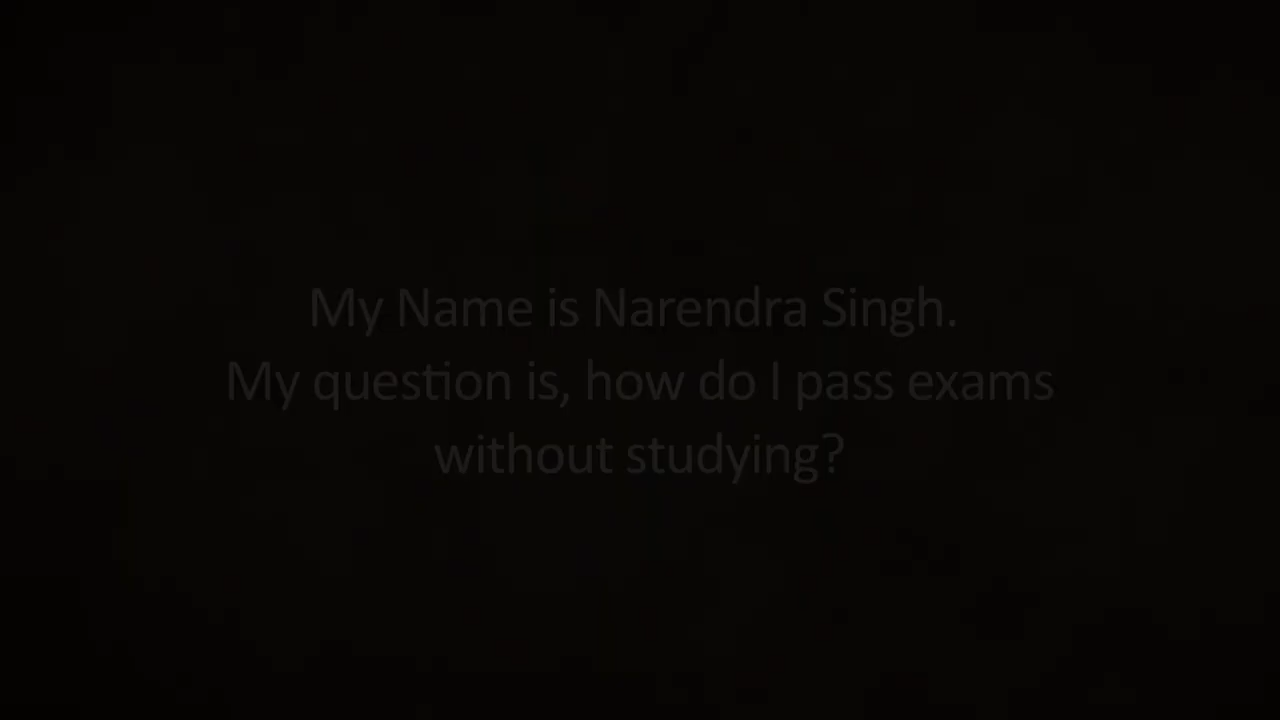 My Name is Narendra Singh.
My question is, how do I pass exams
without studying?